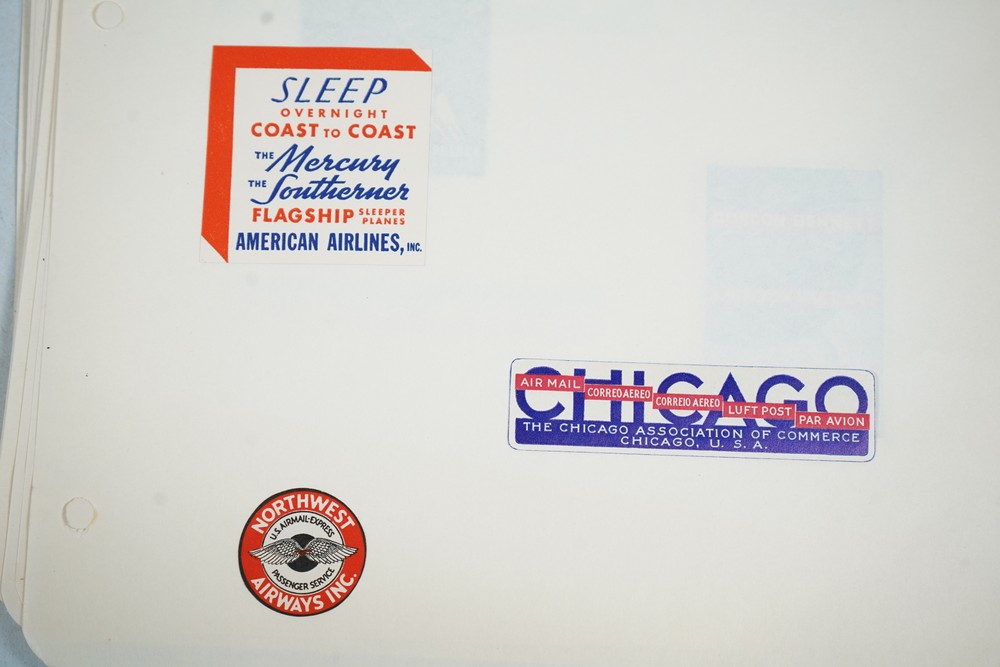 SLEEP
OVERNIGHT
COAST TO COAST
THE Mercury
THE Southerner
FLAGSHIP SLEEPER PLANES
AMERICAN AIRLINES, INC.
CHICAGO
AIR MAIL CORREO AEREO CORREIO AEREO LUFT POST PAR AVION
THE CHICAGO ASSOCIATION OF COMMERCE
CHICAGO, U. S. A.
NORTHWEST
U.S. AIRMAIL-EXPRESS
PASSENGER SERVICE
AIRWAYS INC.